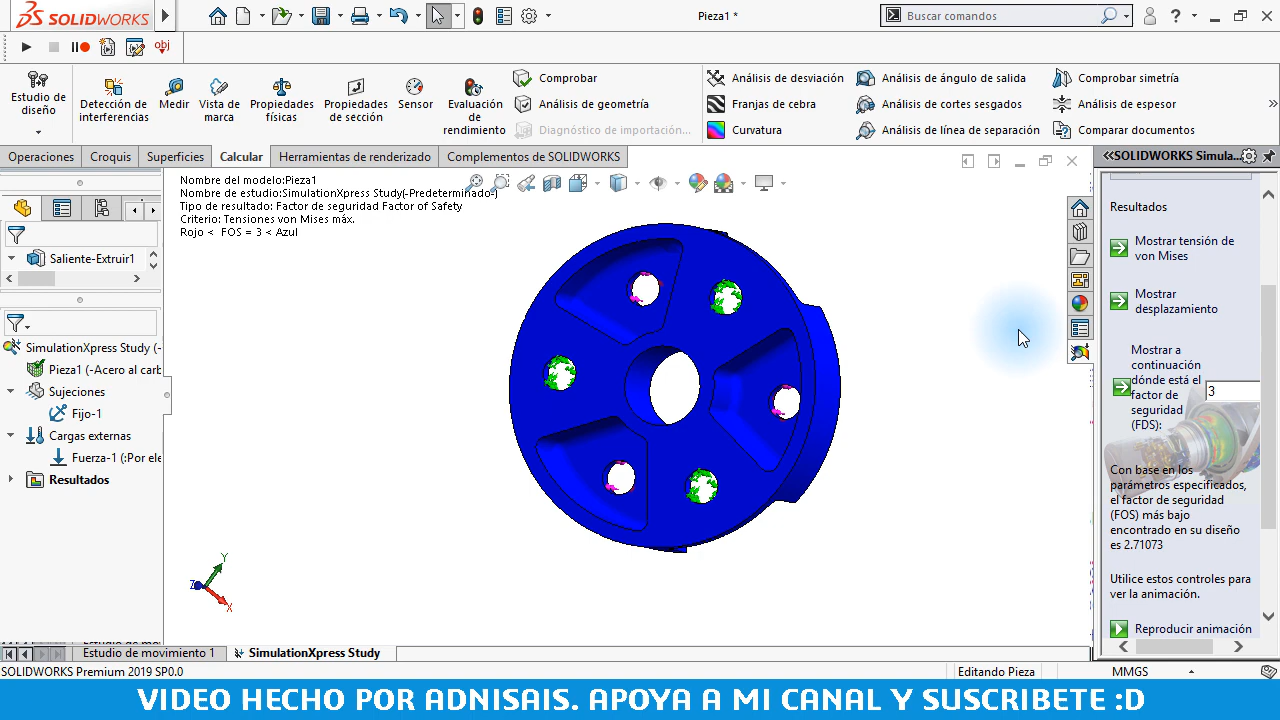 SOLIDWORKS
Pieza1 *
Buscar comandos
?
obj
Estudio de diseño
Detección de interferencias
Medir
Vista de marca
Propiedades físicas
Propiedades de sección
Sensor
Evaluación de rendimiento
Comprobar
Análisis de geometría
Diagnóstico de importación...
Análisis de desviación
Franjas de cebra
Curvatura
Análisis de ángulo de salida
Análisis de cortes sesgados
Análisis de línea de separación
Comprobar simetría
Análisis de espesor
Comparar documentos
Operaciones
Croquis
Superficies
Calcular
Herramientas de renderizado
Complementos de SOLIDWORKS
Saliente-Extruir1
SimulationXpress Study (-
Pieza1 (-Acero al carb
Sujeciones
Fijo-1
Cargas externas
Fuerza-1 (:Por ele
Resultados
Nombre del modelo:Pieza1
Nombre de estudio:SimulationXpress Study(-Predeterminado-)
Tipo de resultado: Factor de seguridad Factor of Safety
Criterio: Tensiones von Mises máx.
Rojo < FOS = 3 < Azul
Y
Z
X
SOLIDWORKS Simula...
Resultados
Mostrar tensión de
von Mises
Mostrar
desplazamiento
Mostrar a
continuación
dónde está el
factor de
seguridad
(FDS):
3
Con base en los
parámetros especificados,
el factor de seguridad
(FOS) más bajo
encontrado en su diseño
es 2.71073
Utilice estos controles para
ver la animación.
Reproducir animación
Estudio de movimiento 1
SimulationXpress Study
SOLIDWORKS Premium 2019 SP0.0
Editando Pieza
MMGS
VIDEO HECHO POR ADNISAIS. APOYA A MI CANAL Y SUSCRIBETE :D